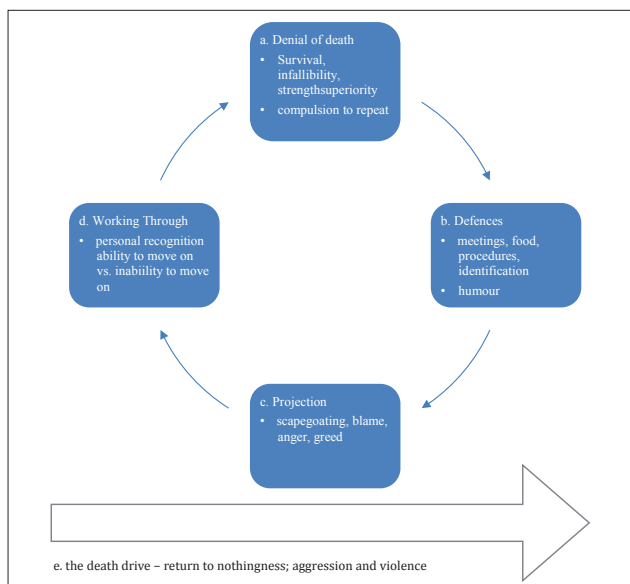 a. Denial of death
• Survival,
infallibility,
strengthsuperiority
• compulsion to repeat
b. Defences
• meetings, food,
procedures,
identification
• humour
c. Projection
• scapegoating, blame,
anger, greed
d. Working Through
• personal recognition
ability to move on
vs. inabiility to move
on
e. the death drive – return to nothingness; aggression and violence